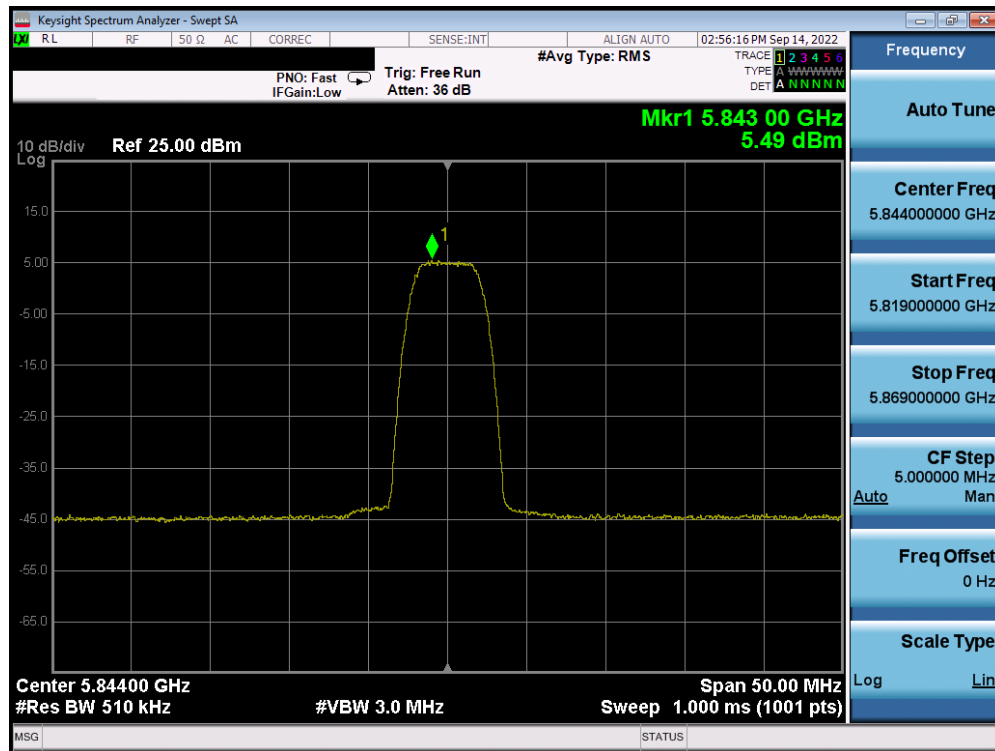 Keysight Spectrum Analyzer - Swept SA
LXI RL RF 50 Ω AC CORREC SENSE:INT ALIGN AUTO 02:56:16 PM Sep 14, 2022
#Avg Type: RMS
TRACE 1 2 3 4 5 6
PNO: Fast Trig: Free Run TYPE A WWWWW
IFGain:Low Atten: 36 dB DET A N N N N N
Mkr1 5.843 00 GHz
5.49 dBm
10 dB/div Ref 25.00 dBm
Log
15.0
1
5.00
-5.00
-15.0
-25.0
-35.0
-45.0
-55.0
-65.0
Center 5.84400 GHz Span 50.00 MHz
#Res BW 510 kHz #VBW 3.0 MHz Sweep 1.000 ms (1001 pts)
MSG STATUS
Frequency
Auto Tune
Center Freq
5.844000000 GHz
Start Freq
5.819000000 GHz
Stop Freq
5.869000000 GHz
CF Step
5.000000 MHz
Auto Man
Freq Offset
0 Hz
Scale Type
Log Lin